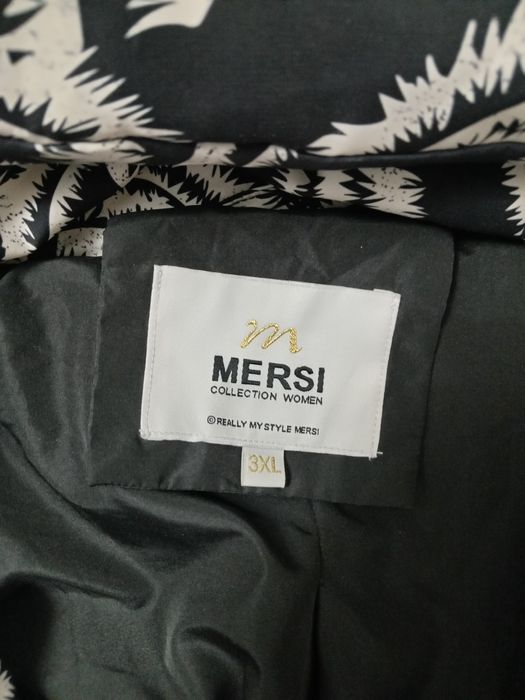 m
MERSI
COLLECTION WOMEN
© REALLY MY STYLE MERSI
3XL